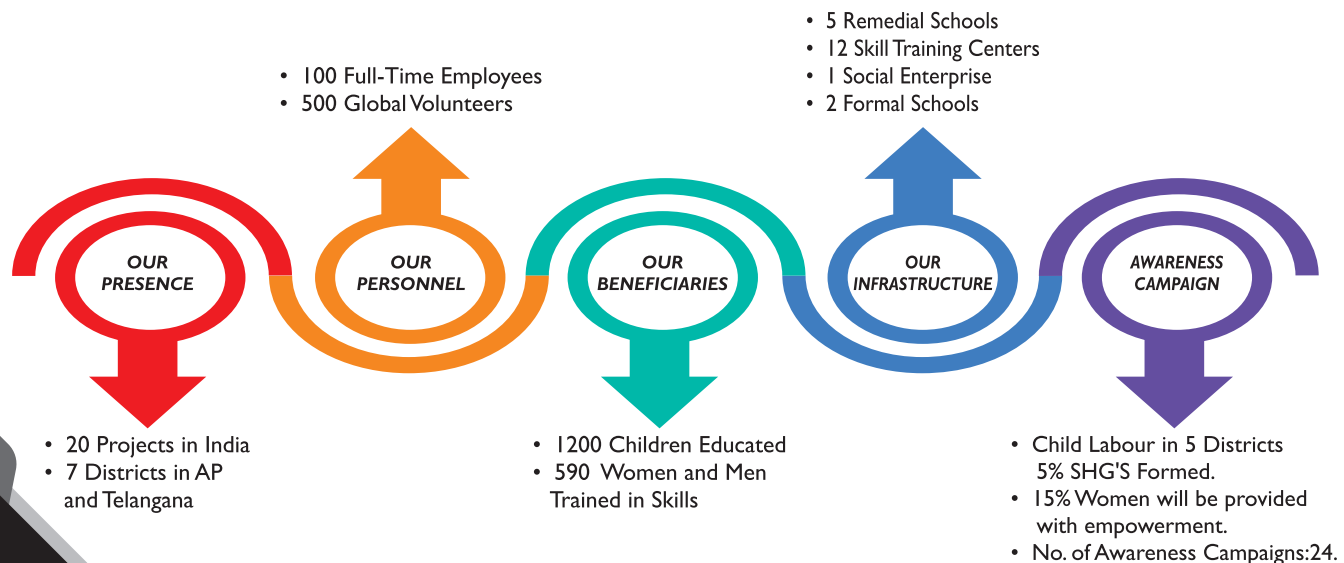 OUR
PRESENCE
• 20 Projects in India
• 7 Districts in AP
and Telangana
• 100 Full-Time Employees
• 500 Global Volunteers
OUR
PERSONNEL
OUR
BENEFICIARIES
• 1200 Children Educated
• 590 Women and Men
Trained in Skills
• 5 Remedial Schools
• 12 Skill Training Centers
• 1 Social Enterprise
• 2 Formal Schools
OUR
INFRASTRUCTURE
AWARENESS
CAMPAIGN
• Child Labour in 5 Districts
5% SHG'S Formed.
• 15% Women will be provided
with empowerment.
• No. of Awareness Campaigns:24.